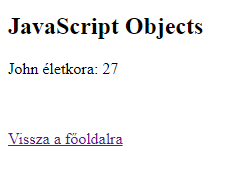 JavaScript Objects
John életkora: 27
Vissza a főoldalra